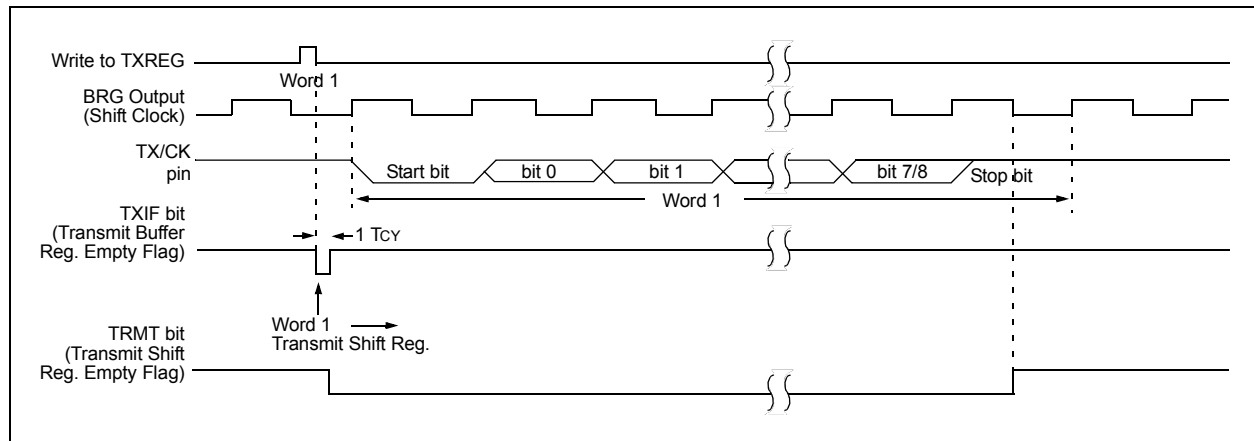 Write to TXREG
Word 1
BRG Output
(Shift Clock)
TX/CK
pin
Start bit
bit 0
bit 1
bit 7/8
Stop bit
Word 1
TXIF bit
(Transmit Buffer
Reg. Empty Flag)
1 TCY
Word 1
Transmit Shift Reg.
TRMT bit
(Transmit Shift
Reg. Empty Flag)